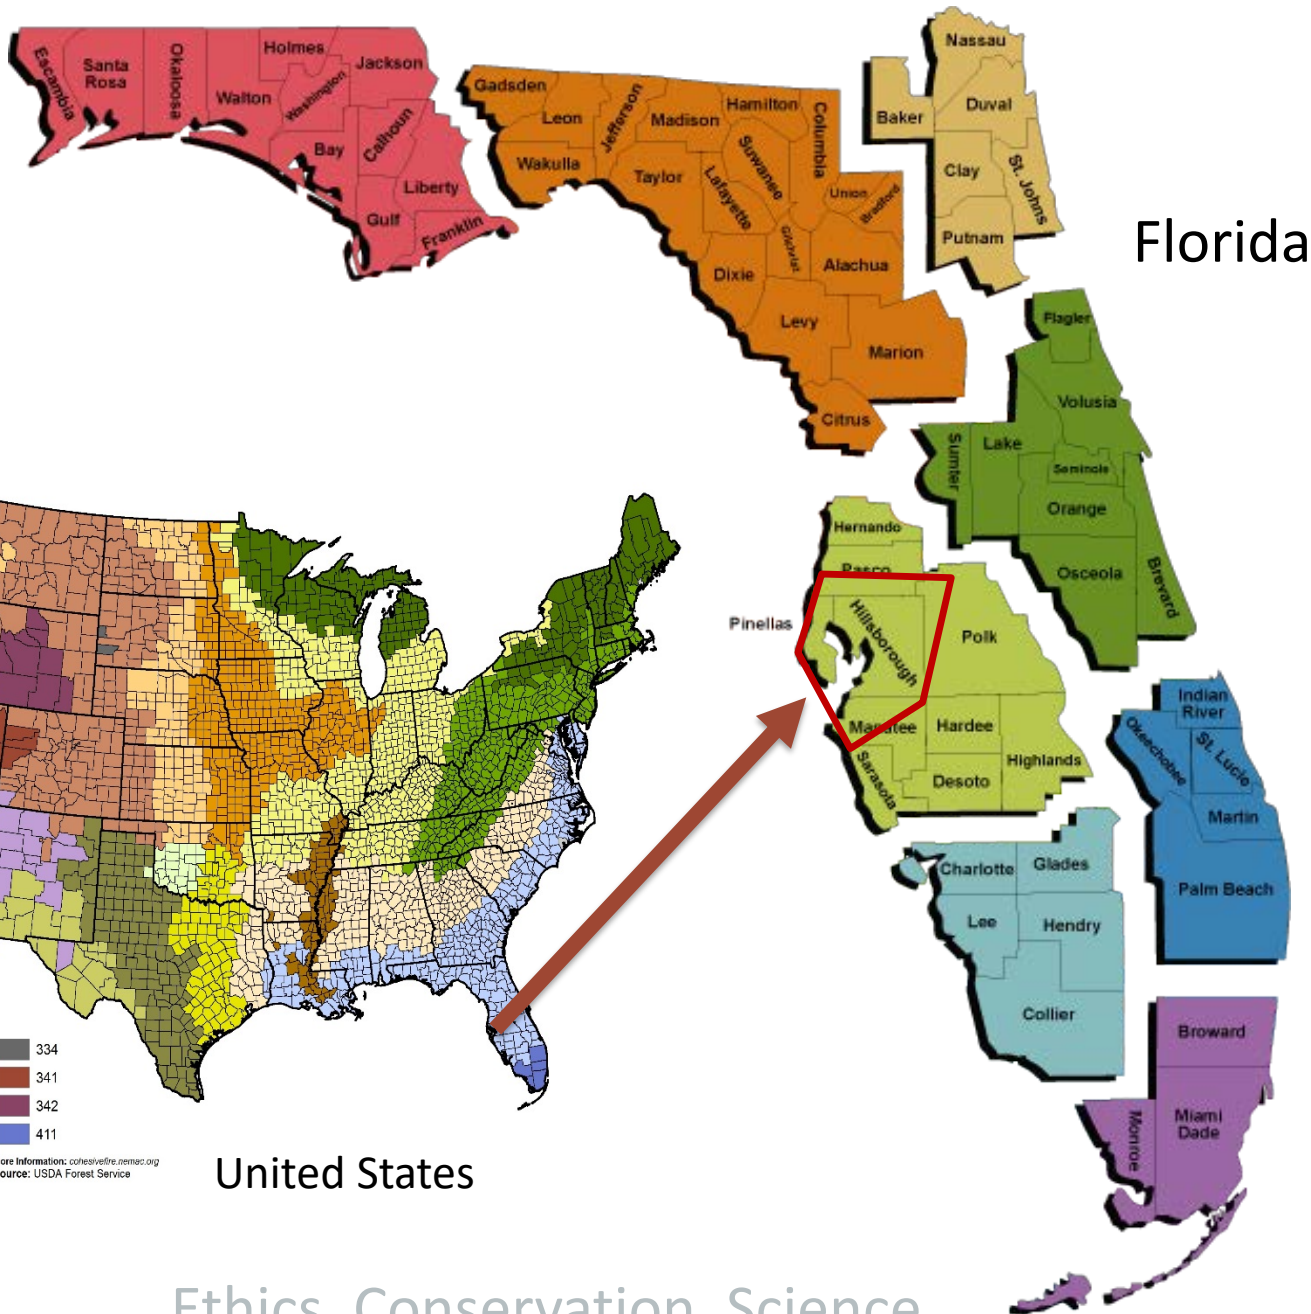 Escambia
Santa
Rosa
Okaloosa
Walton
Holmes
Washington
Jackson
Bay
Calhoun
Gulf
Liberty
Franklin
Gadsden
Leon
Jefferson
Wakulla
Madison
Taylor
Hamilton
Suwanee
Lafayette
Columbia
Union
Bradford
Gilchrist
Dixie
Alachua
Levy
Marion
Citrus
Nassau
Baker
Duval
Clay
St. Johns
Putnam
Florida
Flagler
Volusia
Sumter
Lake
Seminole
Orange
Osceola
Brevard
Hernando
Pasco
Pinellas
Hillsborough
Polk
Manatee
Hardee
Sarasota
Desoto
Highlands
Indian
River
Okeechobee
St. Lucie
Martin
Palm Beach
Charlotte
Glades
Lee
Hendry
Collier
Broward
Monroe
Miami
Dade
334
341
342
411
ore Information: cohesivefire.nemac.org
ource: USDA Forest Service
United States
Ethics, Conservation, Science